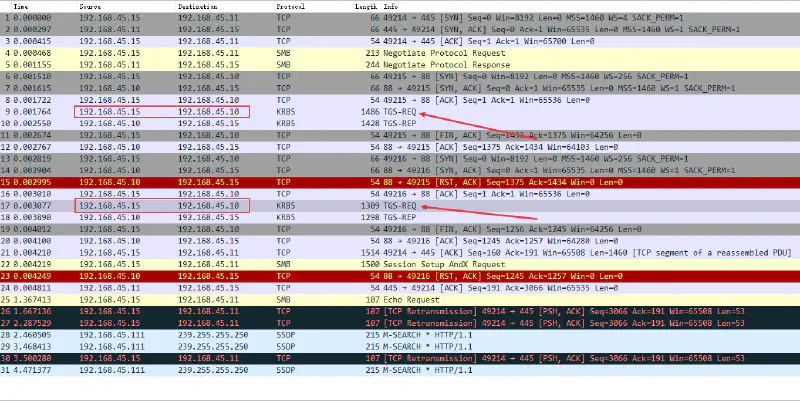 No. Time Source Destination Protocol Length Info
1 0.000000 192.168.45.15 192.168.45.11 TCP 66 49214 → 445 [SYN] Seq=0 Win=8192 Len=0 MSS=1460 WS=4 SACK_PERM=1
2 0.000297 192.168.45.11 192.168.45.15 TCP 66 445 → 49214 [SYN, ACK] Seq=0 Ack=1 Win=65535 Len=0 MSS=1460 WS=1 SACK_PERM=1
3 0.000415 192.168.45.15 192.168.45.11 TCP 54 49214 → 445 [ACK] Seq=1 Ack=1 Win=65700 Len=0
4 0.000468 192.168.45.15 192.168.45.11 SMB 213 Negotiate Protocol Request
5 0.001155 192.168.45.11 192.168.45.15 SMB 244 Negotiate Protocol Response
6 0.001510 192.168.45.15 192.168.45.10 TCP 66 49215 → 88 [SYN] Seq=0 Win=8192 Len=0 MSS=1460 WS=256 SACK_PERM=1
7 0.001615 192.168.45.10 192.168.45.15 TCP 66 88 → 49215 [SYN, ACK] Seq=0 Ack=1 Win=65535 Len=0 MSS=1460 WS=1 SACK_PERM=1
8 0.001722 192.168.45.15 192.168.45.10 TCP 54 49215 → 88 [ACK] Seq=1 Ack=1 Win=65536 Len=0
9 0.001764 192.168.45.15 192.168.45.10 KRB5 1486 TGS-REQ
10 0.002550 192.168.45.10 192.168.45.15 KRB5 1428 TGS-REP
11 0.002674 192.168.45.15 192.168.45.10 TCP 54 49215 → 88 [FIN, ACK] Ack=1375 Win=64256 Len=0
12 0.002767 192.168.45.10 192.168.45.15 TCP 54 88 → 49215 [ACK] Seq=1375 Ack=1434 Win=64103 Len=0
13 0.002819 192.168.45.15 192.168.45.10 TCP 66 49216 → 88 [SYN] Seq=0 Win=8192 Len=0 MSS=1460 WS=256 SACK_PERM=1
14 0.002904 192.168.45.10 192.168.45.15 TCP 66 88 → 49216 [SYN, ACK] Seq=0 Ack=1 Win=65535 Len=0 MSS=1460 WS=1 SACK_PERM=1
15 0.002995 192.168.45.10 192.168.45.15 TCP 54 88 → 49215 [RST, ACK] Seq=1375 Ack=1434 Win=0 Len=0
16 0.003010 192.168.45.15 192.168.45.10 TCP 54 49216 → 88 [ACK] Seq=1 Ack=1 Win=65536 Len=0
17 0.003077 192.168.45.15 192.168.45.10 KRB5 1309 TGS-REQ
18 0.003890 192.168.45.10 192.168.45.15 KRB5 1298 TGS-REP
19 0.004012 192.168.45.15 192.168.45.10 TCP 54 49216 → 88 [FIN, ACK] Seq=1256 Ack=1245 Win=64256 Len=0
20 0.004100 192.168.45.10 192.168.45.15 TCP 54 88 → 49216 [ACK] Seq=1245 Ack=1257 Win=64280 Len=0
21 0.004210 192.168.45.15 192.168.45.11 TCP 1514 49214 → 445 [ACK] Seq=160 Ack=191 Win=65508 Len=1460 [TCP segment of a reassembled PDU]
22 0.004219 192.168.45.15 192.168.45.11 SMB 1500 Session Setup AndX Request
23 0.004249 192.168.45.10 192.168.45.15 TCP 54 88 → 49216 [RST, ACK] Seq=1245 Ack=1257 Win=0 Len=0
24 0.004811 192.168.45.11 192.168.45.15 TCP 54 445 → 49214 [ACK] Seq=191 Ack=3066 Win=65535 Len=0
25 1.367413 192.168.45.15 192.168.45.11 SMB 107 Echo Request
26 1.667136 192.168.45.15 192.168.45.11 TCP 107 [TCP Retransmission] 49214 → 445 [PSH, ACK] Seq=3066 Ack=191 Win=65508 Len=53
27 2.287529 192.168.45.15 192.168.45.11 TCP 107 [TCP Retransmission] 49214 → 445 [PSH, ACK] Seq=3066 Ack=191 Win=65508 Len=53
28 2.460505 192.168.45.111 239.255.255.250 SSDP 215 M-SEARCH * HTTP/1.1
29 3.468413 192.168.45.111 239.255.255.250 SSDP 215 M-SEARCH * HTTP/1.1
30 3.500280 192.168.45.15 192.168.45.11 TCP 107 [TCP Retransmission] 49214 → 445 [PSH, ACK] Seq=3066 Ack=191 Win=65508 Len=53
31 4.471377 192.168.45.111 239.255.255.250 SSDP 215 M-SEARCH * HTTP/1.1